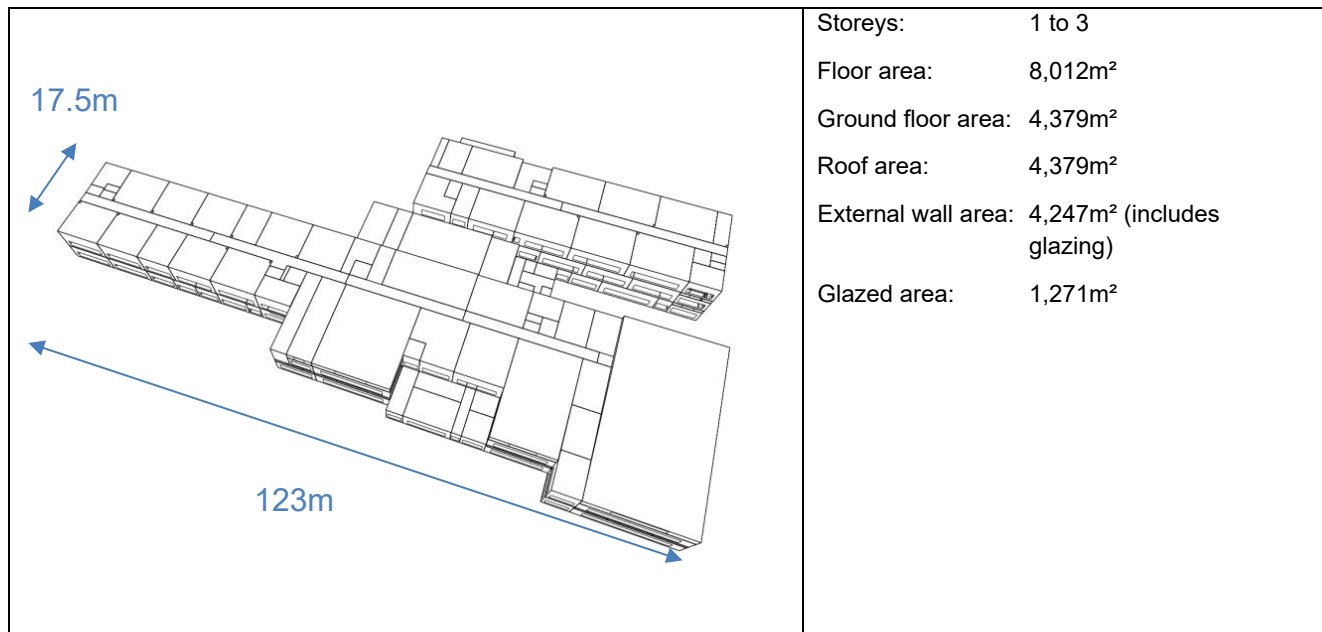 17.5m
123m
Storeys: 1 to 3
Floor area: 8,012m²
Ground floor area: 4,379m²
Roof area: 4,379m²
External wall area: 4,247m² (includes
glazing)
Glazed area: 1,271m²